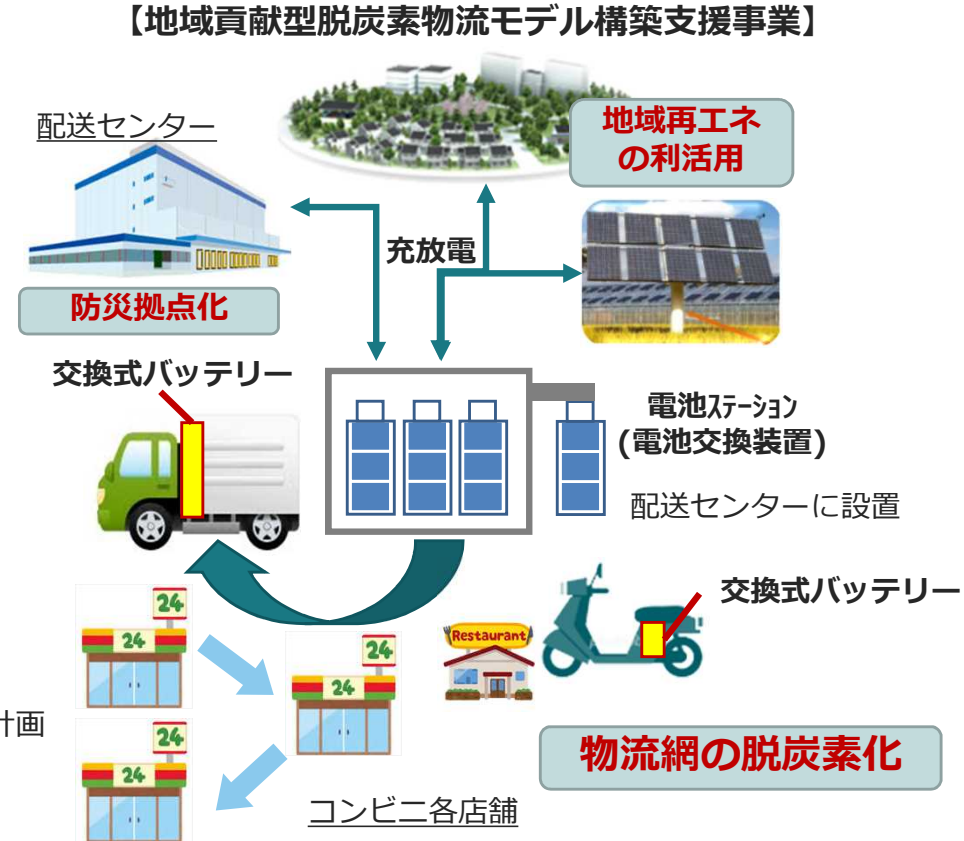 【地域貢献型脱炭素物流モデル構築支援事業】
配送センター
地域再エネ
の利活用
充放電
防災拠点化
交換式バッテリー
電池ｽﾃｰｼｮﾝ
(電池交換装置)
配送センターに設置
交換式バッテリー
Restaurant
24
24
24
24
24
24
計画
物流網の脱炭素化
コンビニ各店舗